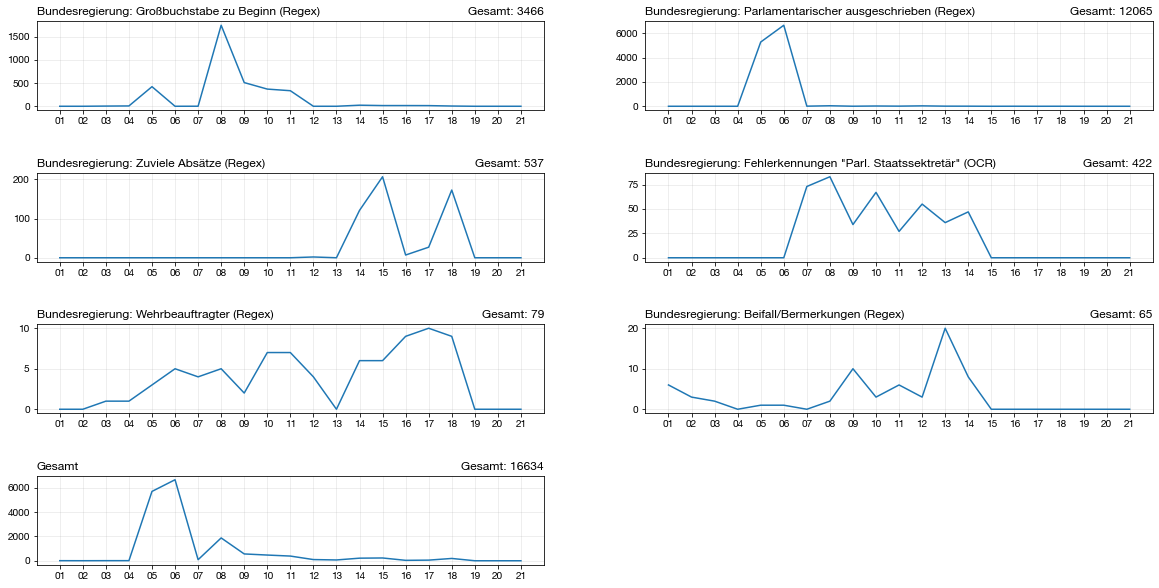 Bundesregierung: Großbuchstabe zu Beginn (Regex) Gesamt: 3466
1500
1000
500
0
01 02 03 04 05 06 07 08 09 10 11 12 13 14 15 16 17 18 19 20 21
Bundesregierung: Parlamentarischer ausgeschrieben (Regex) Gesamt: 12065
6000
4000
2000
0
01 02 03 04 05 06 07 08 09 10 11 12 13 14 15 16 17 18 19 20 21
Bundesregierung: Zuviele Absätze (Regex) Gesamt: 537
200
100
0
01 02 03 04 05 06 07 08 09 10 11 12 13 14 15 16 17 18 19 20 21
Bundesregierung: Fehlerkennungen "Parl. Staatssektretär" (OCR) Gesamt: 422
75
50
25
0
01 02 03 04 05 06 07 08 09 10 11 12 13 14 15 16 17 18 19 20 21
Bundesregierung: Wehrbeauftragter (Regex) Gesamt: 79
10
5
0
01 02 03 04 05 06 07 08 09 10 11 12 13 14 15 16 17 18 19 20 21
Bundesregierung: Beifall/Bermerkungen (Regex) Gesamt: 65
20
10
0
01 02 03 04 05 06 07 08 09 10 11 12 13 14 15 16 17 18 19 20 21
Gesamt Gesamt: 16634
6000
4000
2000
0
01 02 03 04 05 06 07 08 09 10 11 12 13 14 15 16 17 18 19 20 21